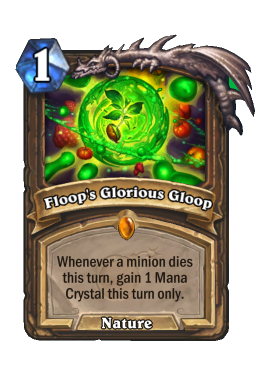 1
Floop's Glorious Gloop
Whenever a minion dies
this turn, gain 1 Mana
Crystal this turn only.
Nature